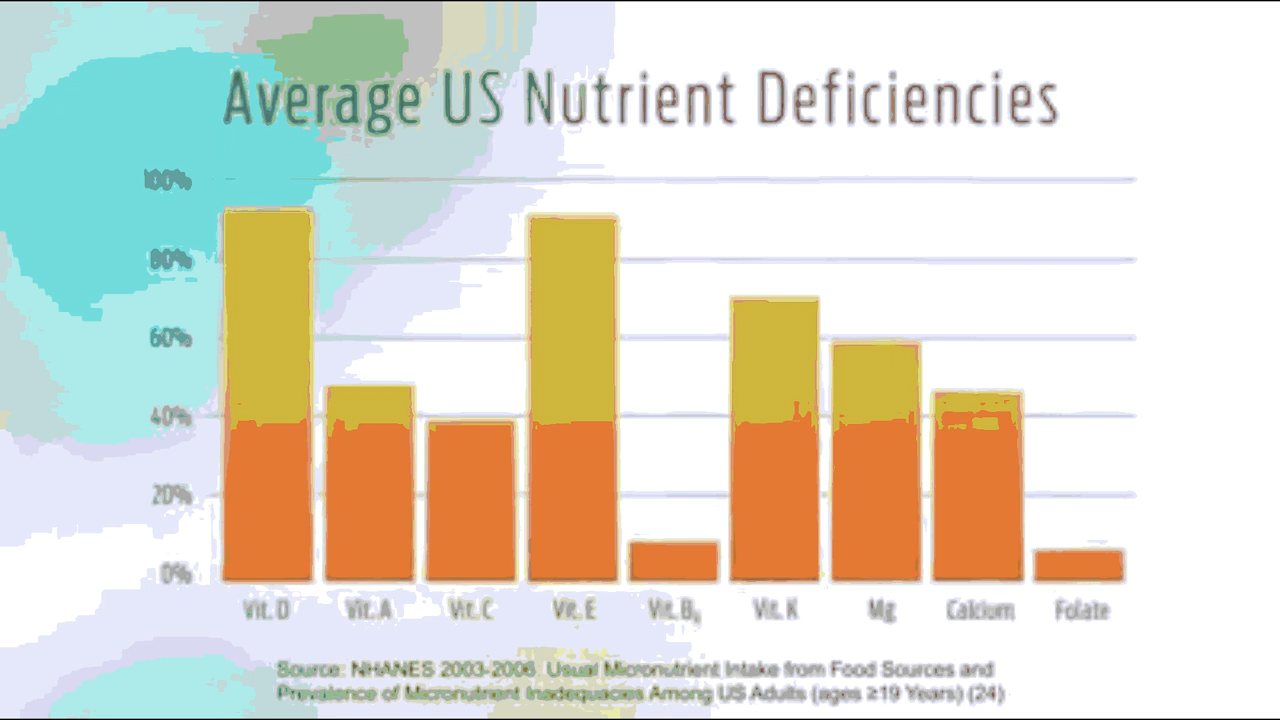 Average US Nutrient Deficiencies
100%
80%
60%
40%
20%
0%
Vit. D Vit. A Vit. C Vit. E Vit. B₆ Vit. K Mg Calcium Folate
Source: NHANES 2003-2006 Usual Micronutrient Intake from Food Sources and
Prevalence of Micronutrient Inadequacies Among US Adults (ages ≥19 Years) (24)